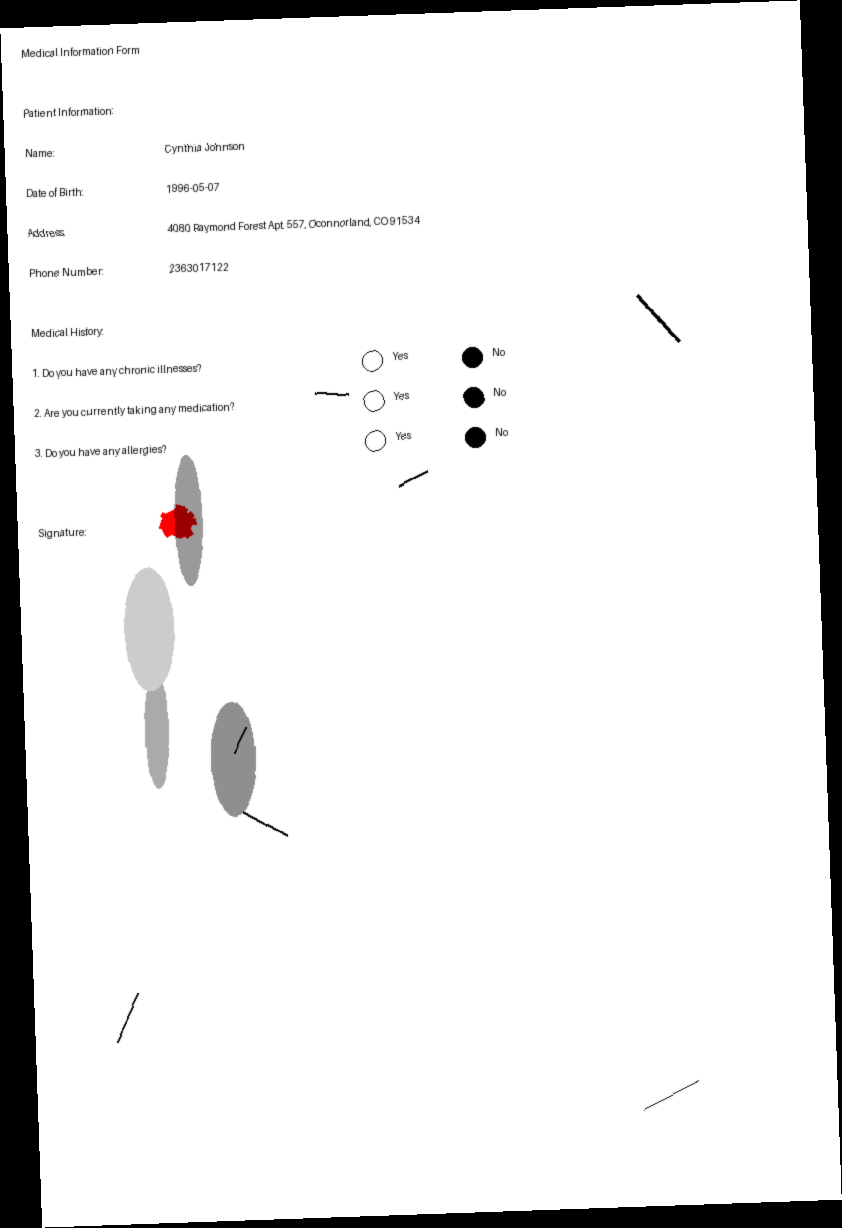 Medical Information Form
Patient Information:
Name: Cynthia Johnson
Date of Birth: 1996-05-07
Address: 4080 Raymond Forest Apt. 557, Oconnorland, CO 91534
Phone Number: 2363017122
Medical History:
1. Do you have any chronic illnesses? Yes No
2. Are you currently taking any medication? Yes No
3. Do you have any allergies? Yes No
Signature: